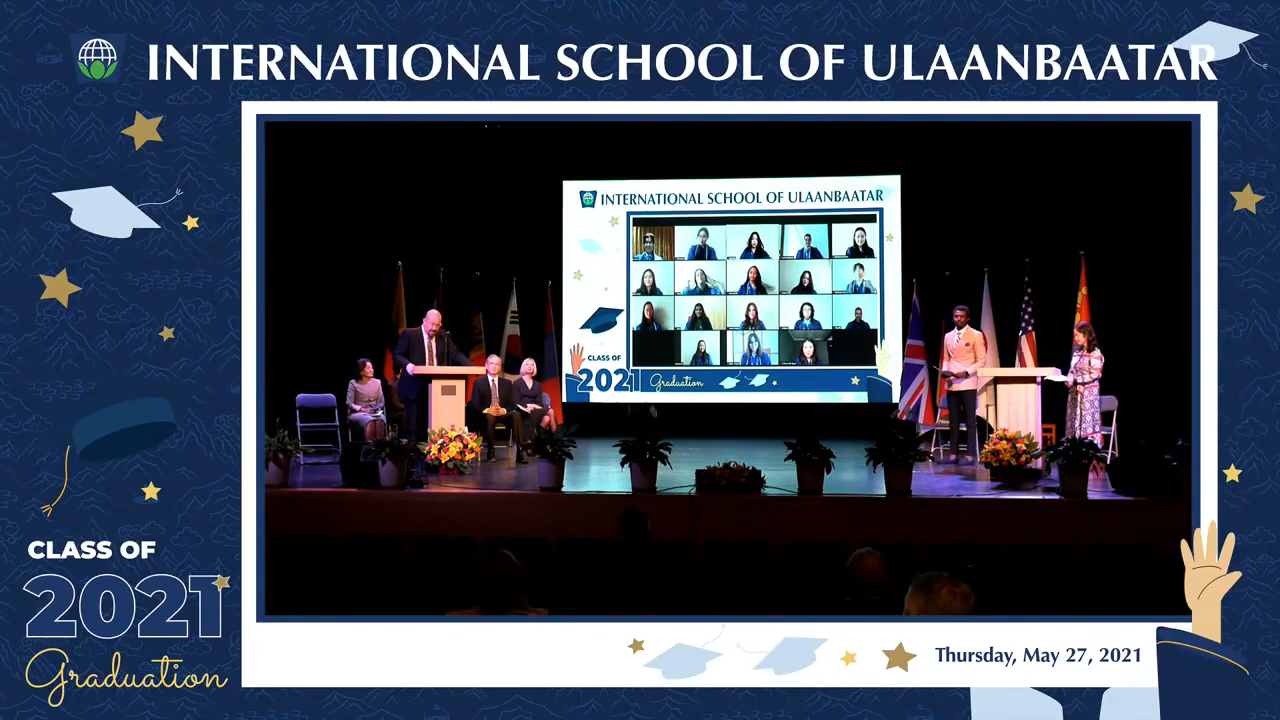 INTERNATIONAL SCHOOL OF ULAANBAATAR
INTERNATIONAL SCHOOL OF ULAANBAATAR
CLASS OF
2021
Graduation
CLASS OF
2021
Graduation
Thursday, May 27, 2021